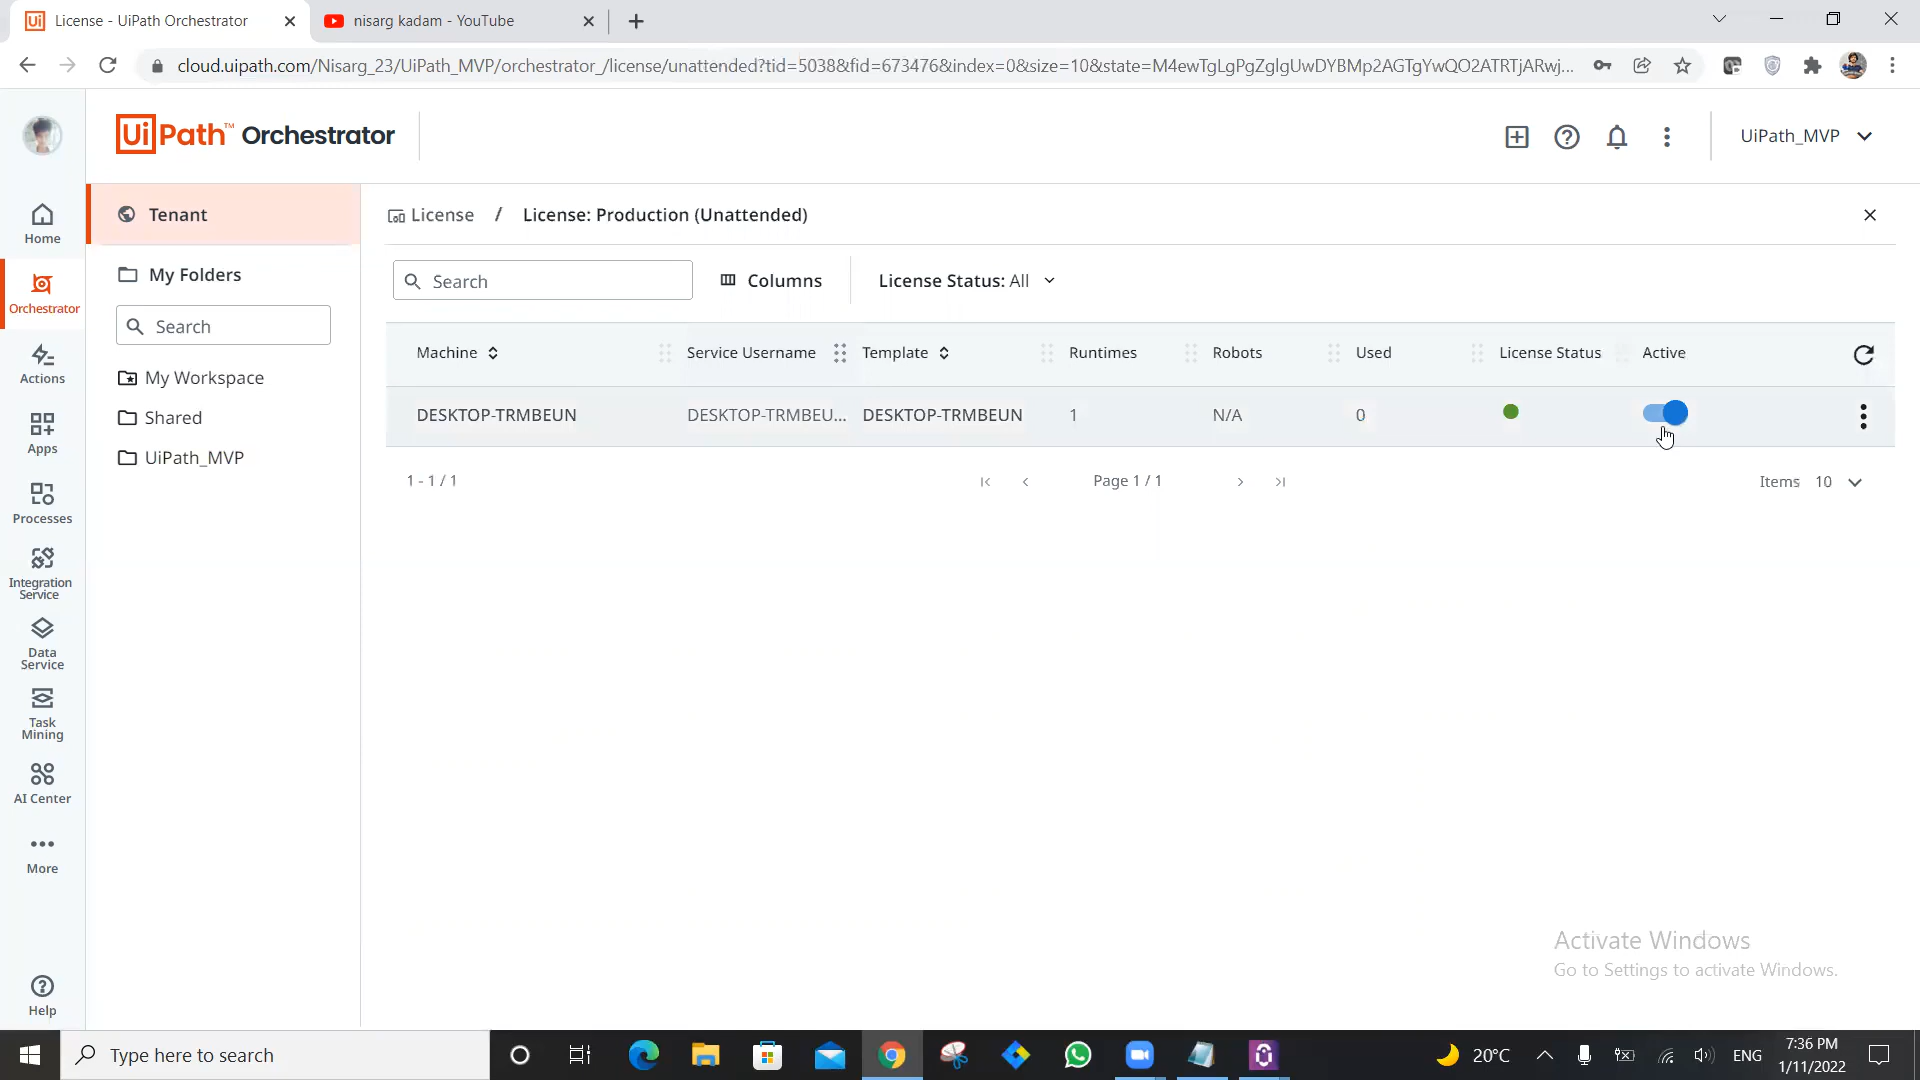 License - UiPath Orchestrator
nisarg kadam - YouTube
cloud.uipath.com/Nisarg_23/UiPath_MVP/orchestrator_/license/unattended?tid=5038&fid=673476&index=0&size=10&state=M4ewTgLgPgZglgUwDYBMp2AGTgYwQO2ATRTjARwj...
UiPath™ Orchestrator
UiPath_MVP
Home
Orchestrator
Actions
Apps
Processes
Integration
Service
Data
Service
Task
Mining
AI Center
More
Help
Tenant
My Folders
Search
My Workspace
Shared
UiPath_MVP
License / License: Production (Unattended)
Search
Columns
License Status: All
Machine Service Username Template Runtimes Robots Used License Status Active
DESKTOP-TRMBEUN DESKTOP-TRMBEU... DESKTOP-TRMBEUN 1 N/A 0
1 - 1 / 1
Page 1 / 1
Items 10
Activate Windows
Go to Settings to activate Windows.
Type here to search
20°C
ENG
7:36 PM
1/11/2022